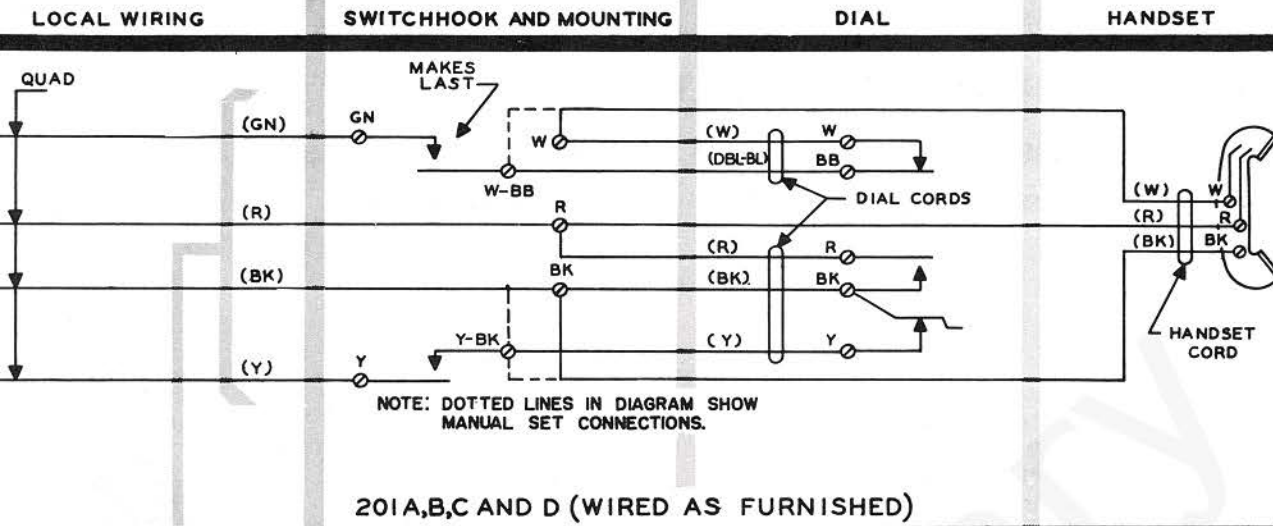 LOCAL WIRING
SWITCHHOOK AND MOUNTING
DIAL
HANDSET
QUAD
MAKES
LAST
(GN)
GN
W
(W)
W
(DBL-BL)
BB
W-BB
DIAL CORDS
(W)
W
(R)
R
(R)
R
(R)
R
(BK)
BK
(BK)
BK
(BK)
BK
Y-BK
(Y)
Y
HANDSET
CORD
(Y)
Y
NOTE: DOTTED LINES IN DIAGRAM SHOW
MANUAL SET CONNECTIONS.
201A,B,C AND D (WIRED AS FURNISHED)